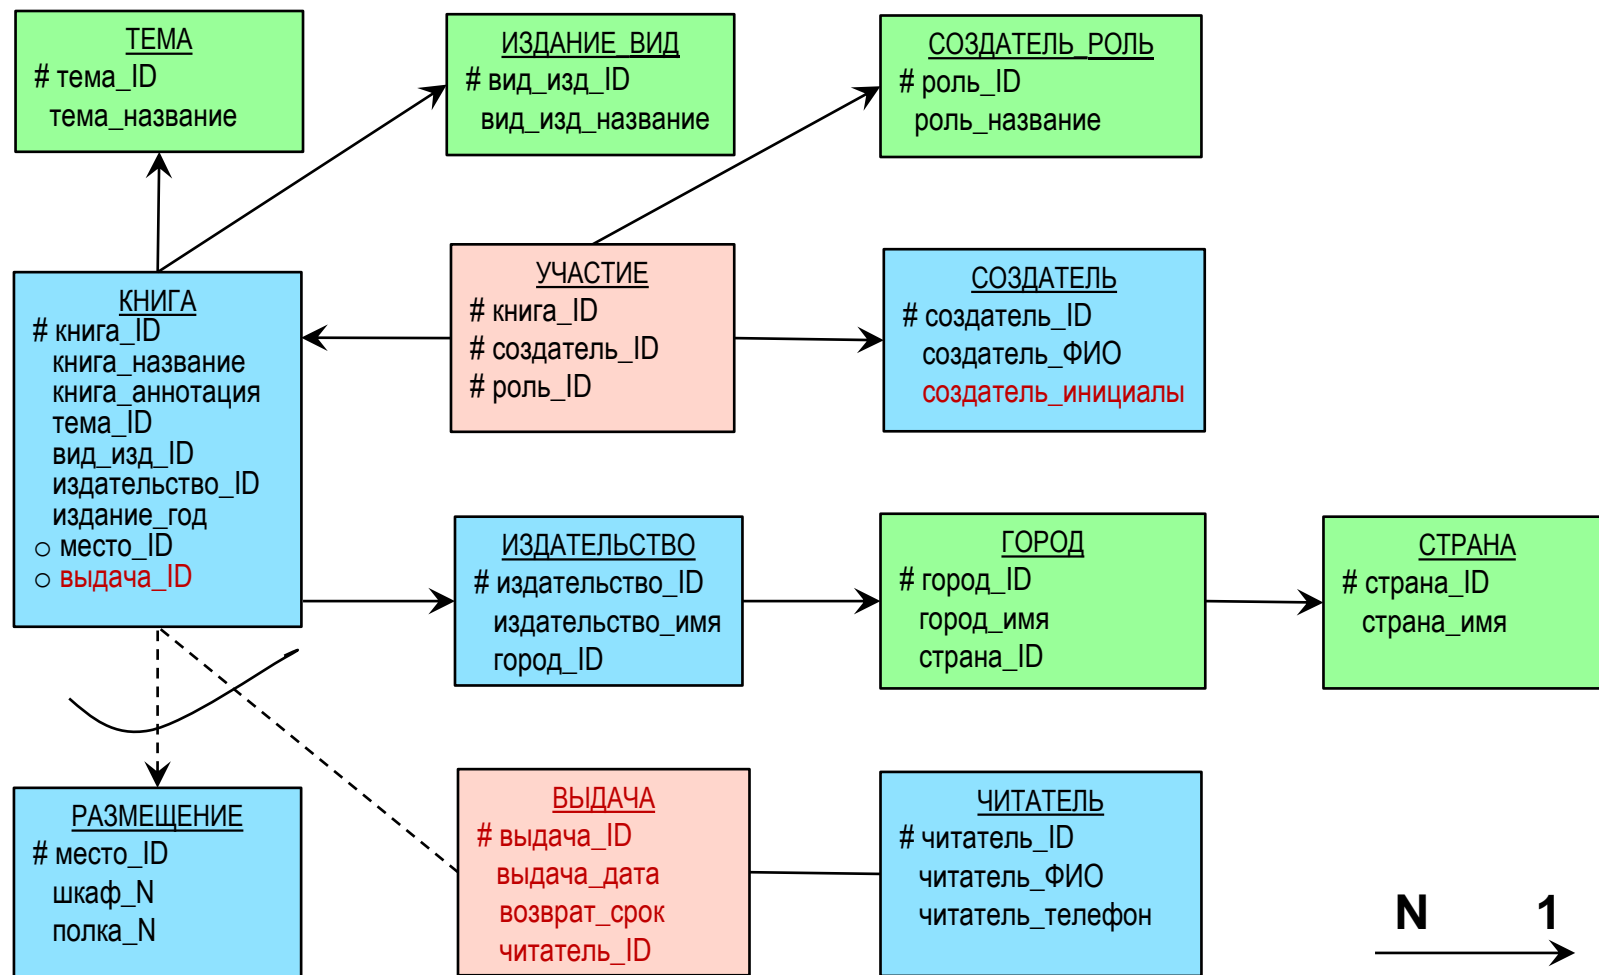 ТЕМА
# тема_ID
тема_название
ИЗДАНИЕ_ВИД
# вид_изд_ID
вид_изд_название
СОЗДАТЕЛЬ_РОЛЬ
# роль_ID
роль_название
КНИГА
# книга_ID
книга_название
книга_аннотация
тема_ID
вид_изд_ID
издательство_ID
издание_год
○ место_ID
○ выдача_ID
УЧАСТИЕ
# книга_ID
# создатель_ID
# роль_ID
СОЗДАТЕЛЬ
# создатель_ID
создатель_ФИО
создатель_инициалы
ИЗДАТЕЛЬСТВО
# издательство_ID
издательство_имя
город_ID
ГОРОД
# город_ID
город_имя
страна_ID
СТРАНА
# страна_ID
страна_имя
РАЗМЕЩЕНИЕ
# место_ID
шкаф_N
полка_N
ВЫДАЧА
# выдача_ID
выдача_дата
возврат_срок
читатель_ID
ЧИТАТЕЛЬ
# читатель_ID
читатель_ФИО
читатель_телефон
N 1